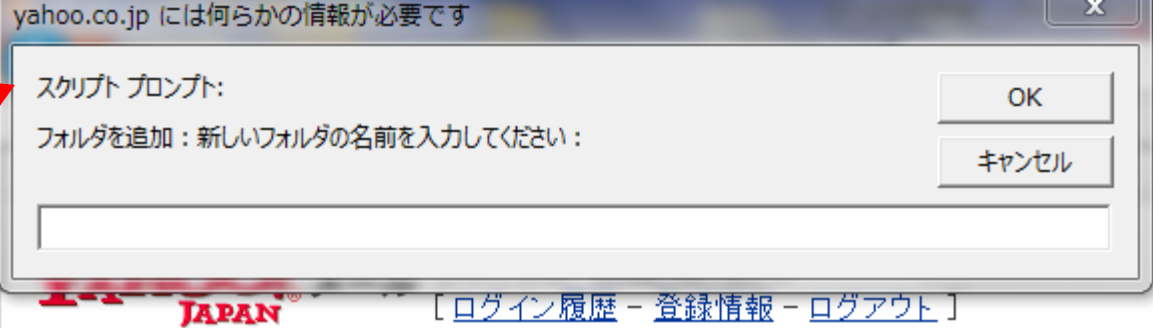 yahoo.co.jp には何らかの情報が必要です
x
スクリプト プロンプト:
OK
フォルダを追加：新しいフォルダの名前を入力してください：
キャンセル
JAPAN
[ ログイン履歴 – 登録情報 – ログアウト ]